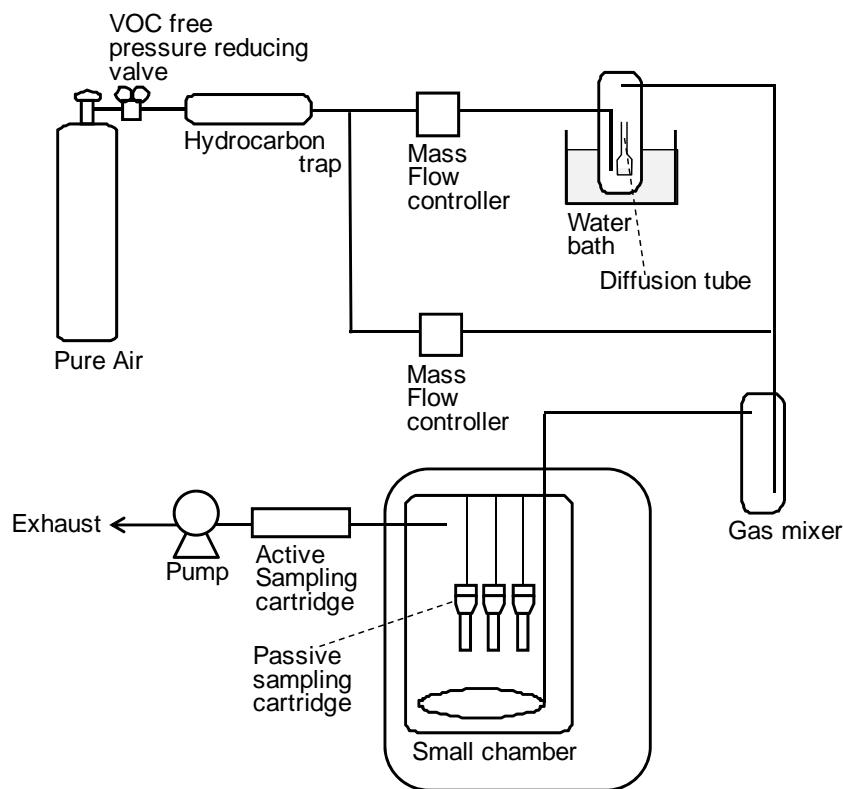 VOC free
pressure reducing
valve
Hydrocarbon
trap
Mass
Flow
controller
Water
bath
Diffusion tube
Pure Air
Mass
Flow
controller
Gas mixer
Exhaust
Pump
Active
Sampling
cartridge
Passive
sampling
cartridge
Small chamber